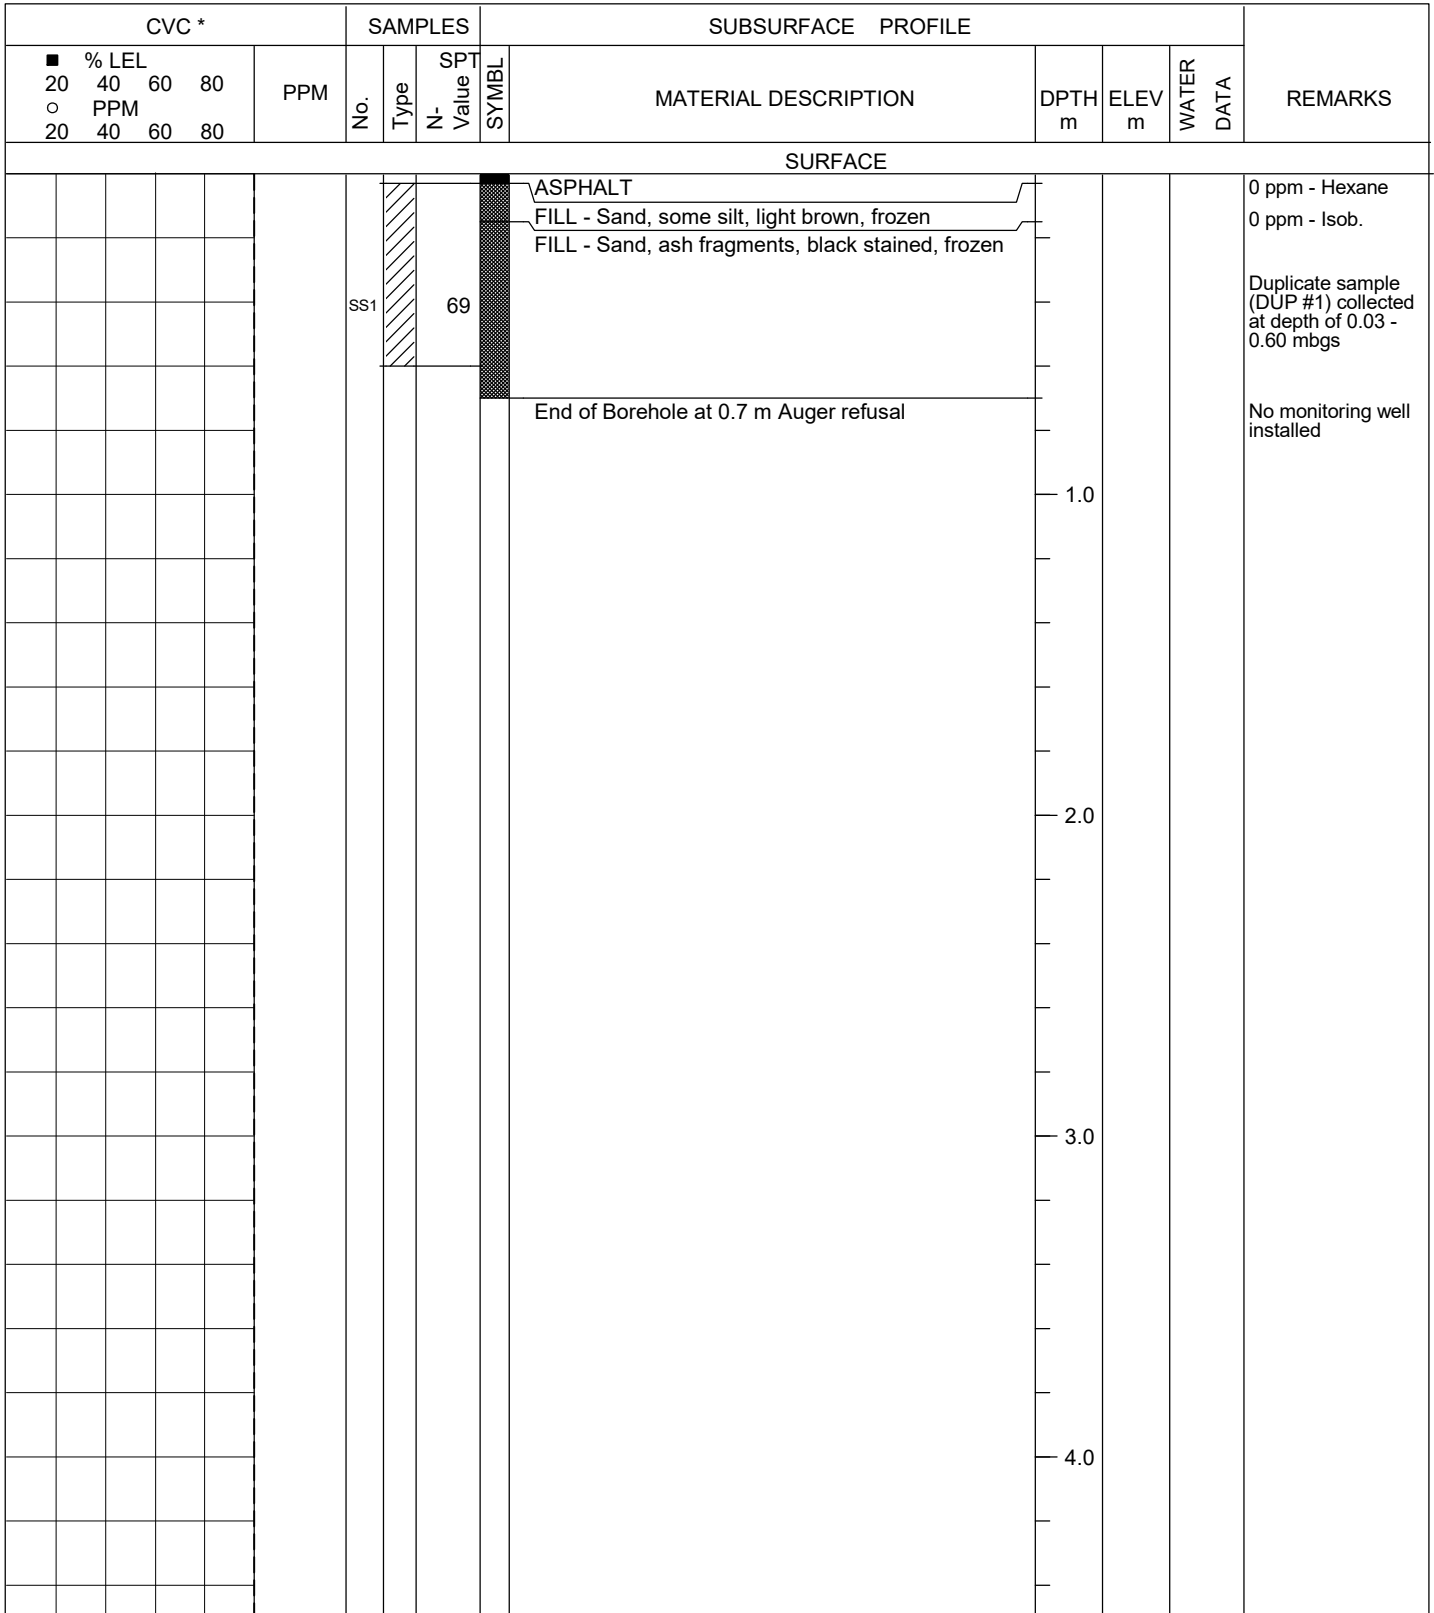 CVC *
SAMPLES
SUBSURFACE PROFILE
■ % LEL
20 40 60 80
○ PPM
20 40 60 80
PPM
No.
Type
SPT
N-
Value
SYMBL
MATERIAL DESCRIPTION
DPTH
m
ELEV
m
WATER
DATA
REMARKS
SURFACE
ASPHALT
0 ppm - Hexane
FILL - Sand, some silt, light brown, frozen
0 ppm - Isob.
FILL - Sand, ash fragments, black stained, frozen
SS1
69
Duplicate sample
(DUP #1) collected
at depth of 0.03 -
0.60 mbgs
End of Borehole at 0.7 m Auger refusal
No monitoring well
installed
1.0
2.0
3.0
4.0